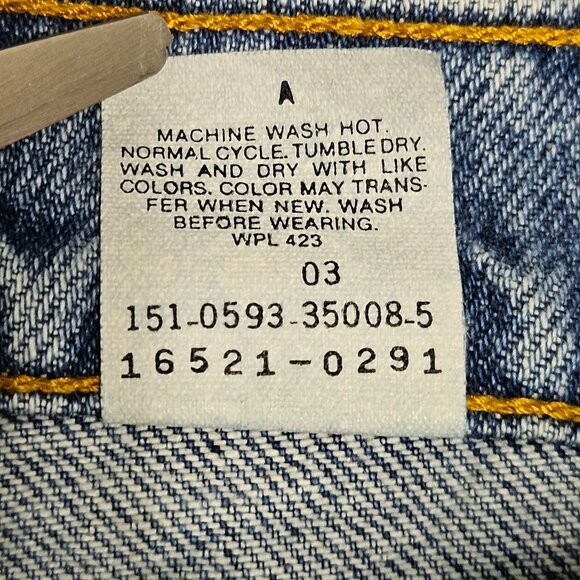 A
MACHINE WASH HOT.
NORMAL CYCLE. TUMBLE DRY.
WASH AND DRY WITH LIKE
COLORS. COLOR MAY TRANS-
FER WHEN NEW. WASH
BEFORE WEARING.
WPL 423
03
151-0593-35008-5
16521-0291